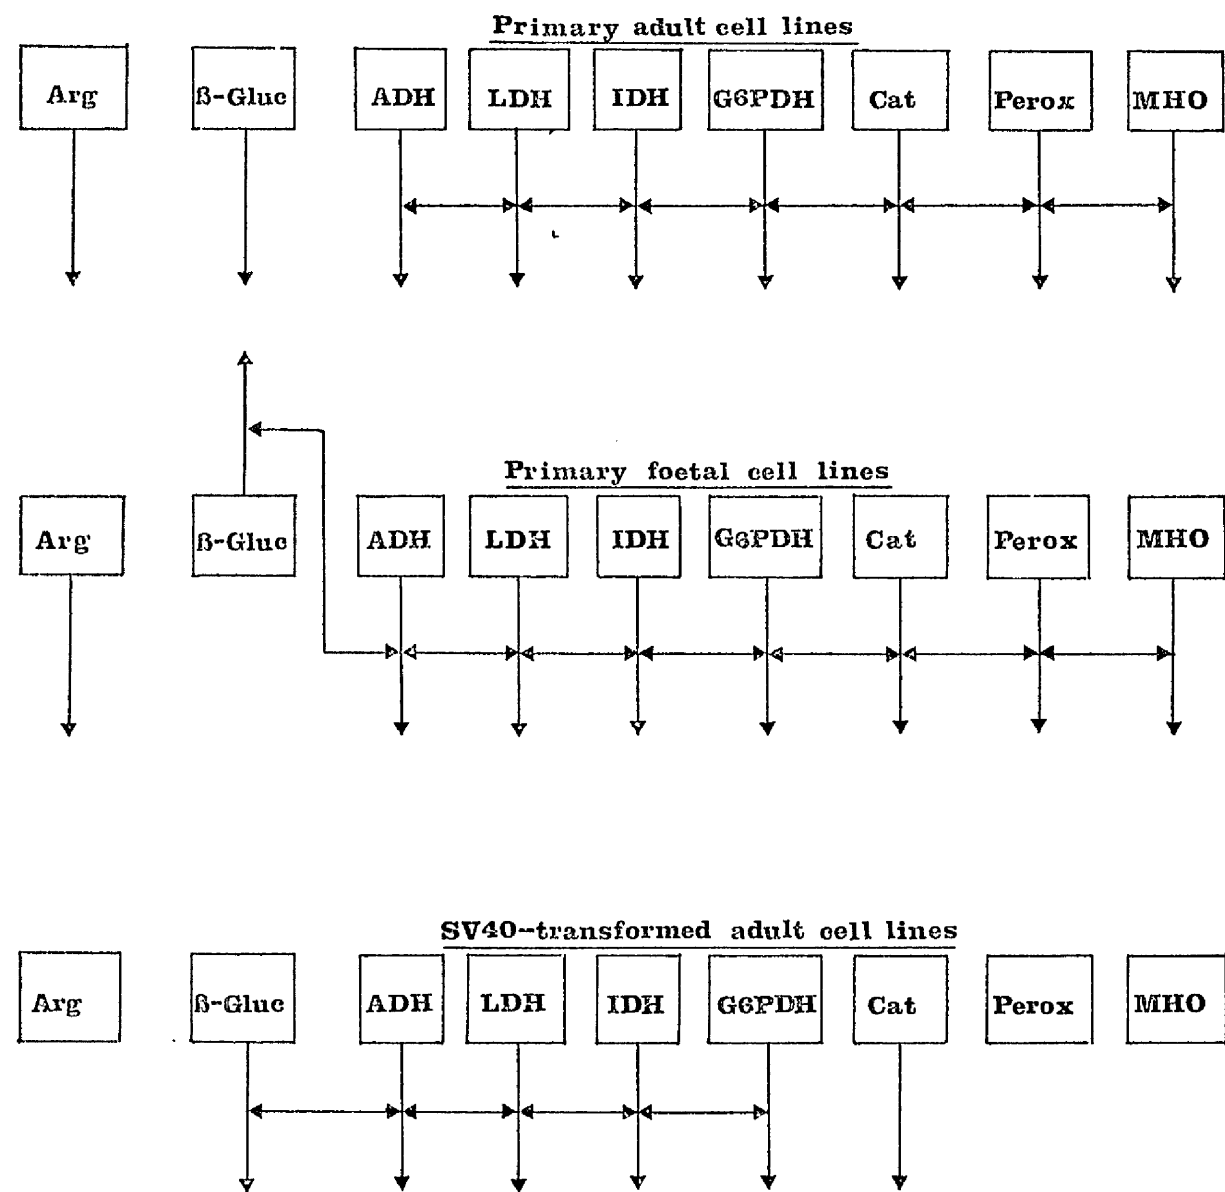 Primary adult cell lines
Arg ß-Gluc ADH LDH IDH G6PDH Cat Perox MHO
Primary foetal cell lines
Arg ß-Gluc ADH LDH IDH G6PDH Cat Perox MHO
SV40-transformed adult cell lines
Arg ß-Gluc ADH LDH IDH G6PDH Cat Perox MHO